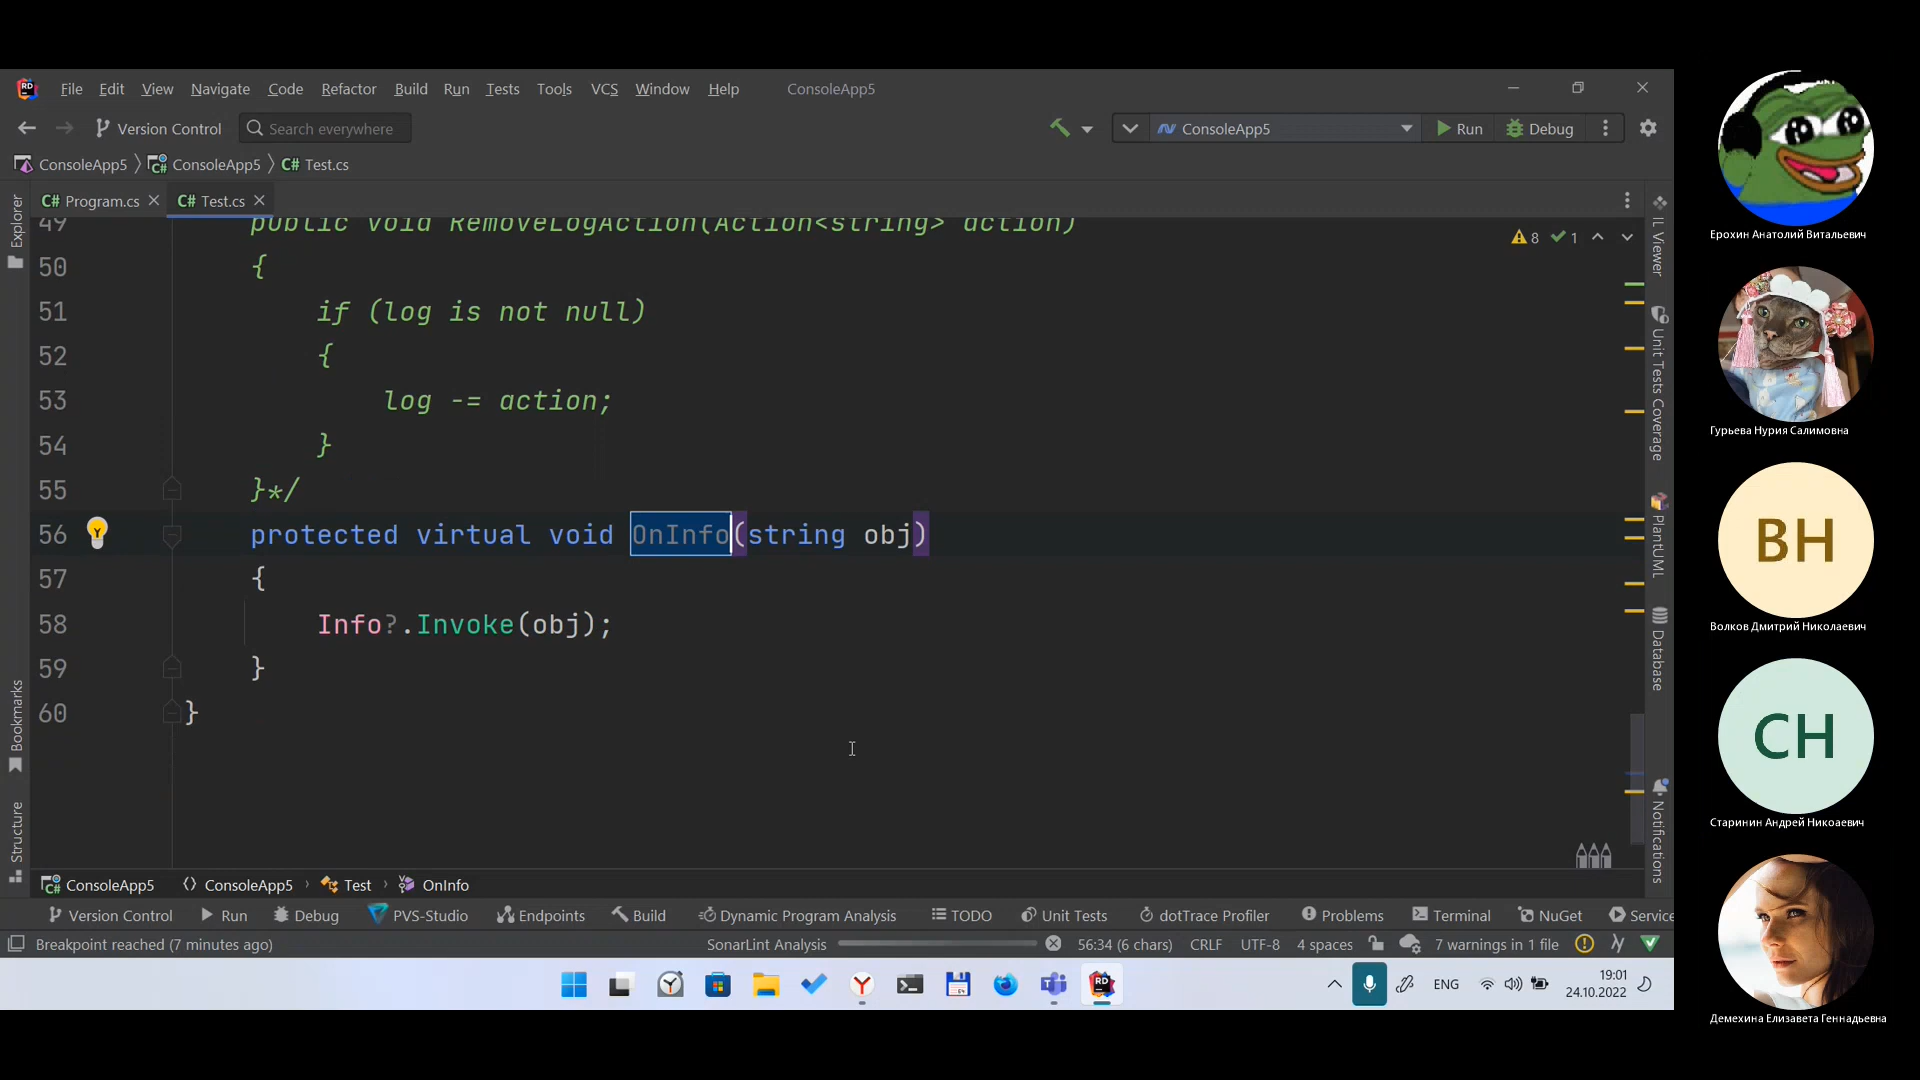 File Edit View Navigate Code Refactor Build Run Tests Tools VCS Window Help ConsoleApp5
Version Control Search everywhere ConsoleApp5 Run Debug
ConsoleApp5 ConsoleApp5 C# Test.cs
C# Program.cs C# Test.cs
Explorer
Bookmarks
Structure
49 public void RemoveLogAction(Action<string> action)
8 1
50 {
51 if (log is not null)
52 {
53 log -= action;
54 }
55 }*/
56 protected virtual void OnInfo(string obj)
57 {
58 Info?.Invoke(obj);
59 }
60 }
IL Viewer
Unit Tests Coverage
PlantUML
Database
Notifications
ConsoleApp5 ConsoleApp5 Test OnInfo
Version Control Run Debug PVS-Studio Endpoints Build Dynamic Program Analysis TODO Unit Tests dotTrace Profiler Problems Terminal NuGet Service
Breakpoint reached (7 minutes ago) SonarLint Analysis 56:34 (6 chars) CRLF UTF-8 4 spaces 7 warnings in 1 file
ENG
19:01
24.10.2022
Ерохин Анатолий Витальевич
Гурьева Нурия Салимовна
ВН
Волков Дмитрий Николаевич
СН
Старинин Андрей Никоаевич
Демехина Елизавета Геннадьевна